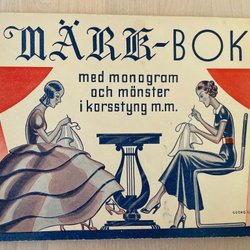 MÄRK-BOK
med monogram
och mönster
i korsstyng m.m.